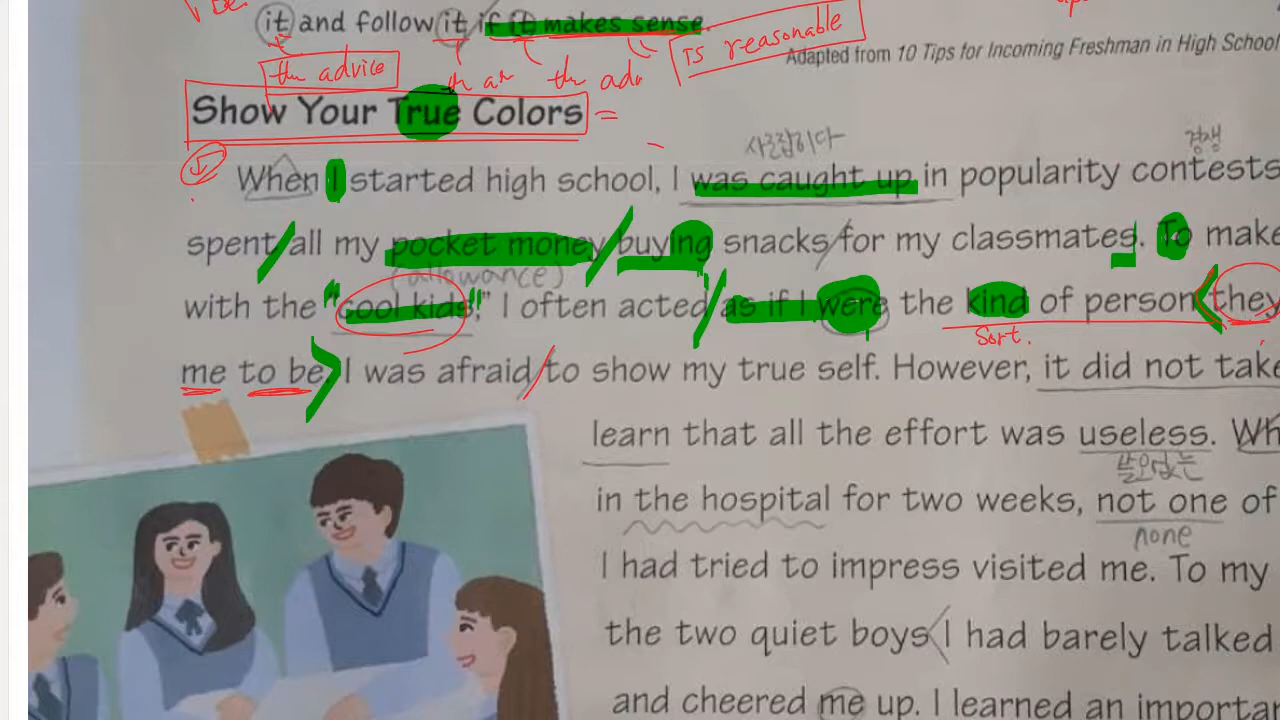 it and follow it if it makes sense.
Is reasonable
Adapted from 10 Tips for Incoming Freshman in High School
the advice
Show Your True Colors =
사로잡히다
경쟁
When I started high school, I was caught up in popularity contests
spent / all my pocket money / buying snacks / for my classmates. To make
(allowance)
with the "cool kids," I often acted / as if I were the kind of person < they
Sort.
me to be > I was afraid / to show my true self. However, it did not take
learn that all the effort was useless. Wh
쓸모없는
in the hospital for two weeks, not one of
none
I had tried to impress visited me. To my
the two quiet boys I had barely talked
and cheered me up. I learned an importan